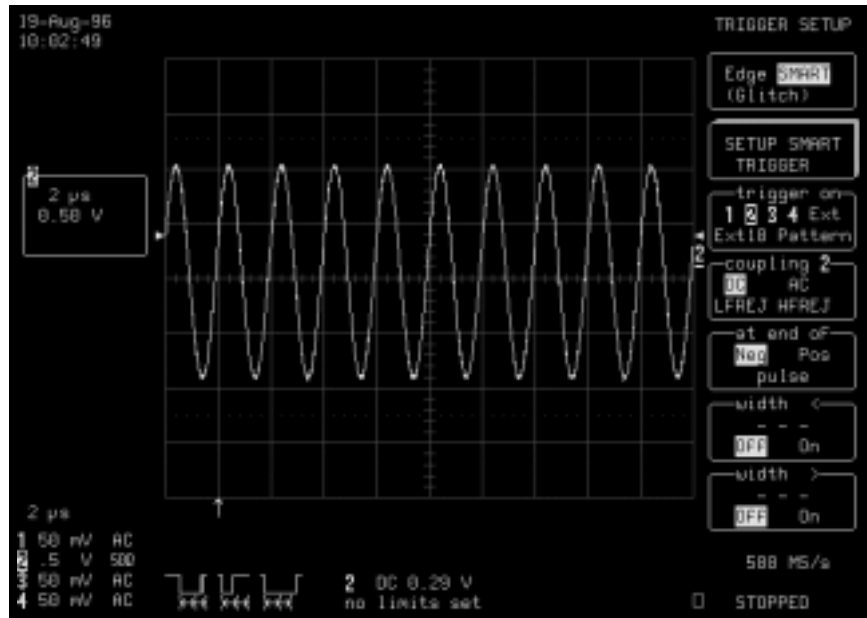 19-Aug-96
10:02:49
TRIGGER SETUP
Edge SMART
(Glitch)
SETUP SMART
TRIGGER
trigger on
1 2 3 4 Ext
Ext10 Pattern
coupling 2
DC AC
LFREJ HFREJ
at end of
Neg Pos
pulse
width <
- - -
OFF On
width >
- - -
OFF On
2
2 µs
0.50 V
2
2 µs
1 50 mV AC
2 .5 V 50Ω
3 50 mV AC
4 50 mV AC
2 DC 0.29 V
no limits set
500 MS/s
STOPPED